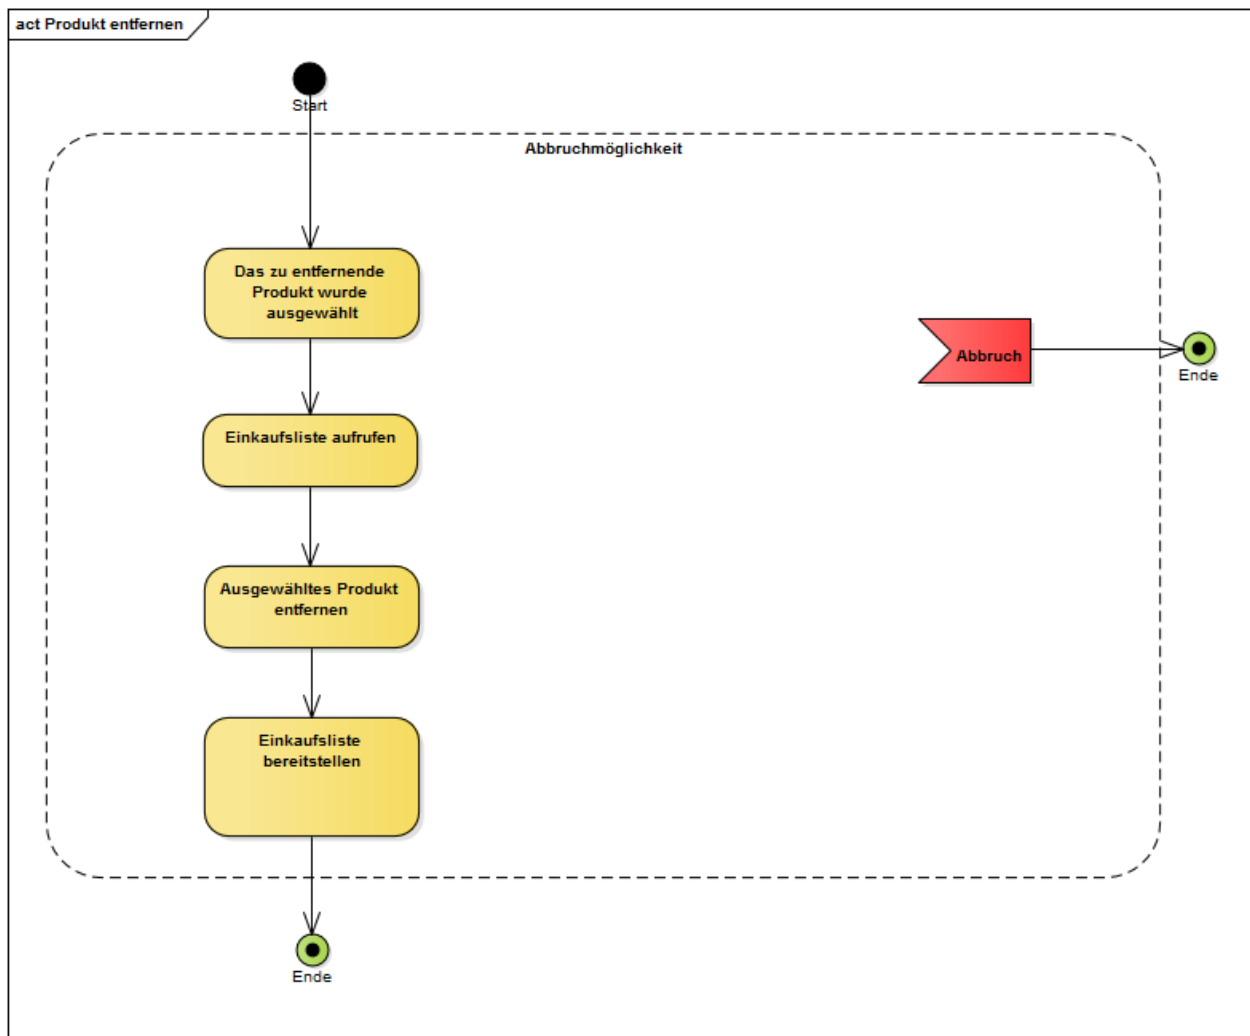 act Produkt entfernen
Start
Abbruchmöglichkeit
Das zu entfernende
Produkt wurde
ausgewählt
Abbruch
Ende
Einkaufsliste aufrufen
Ausgewähltes Produkt
entfernen
Einkaufsliste
bereitstellen
Ende